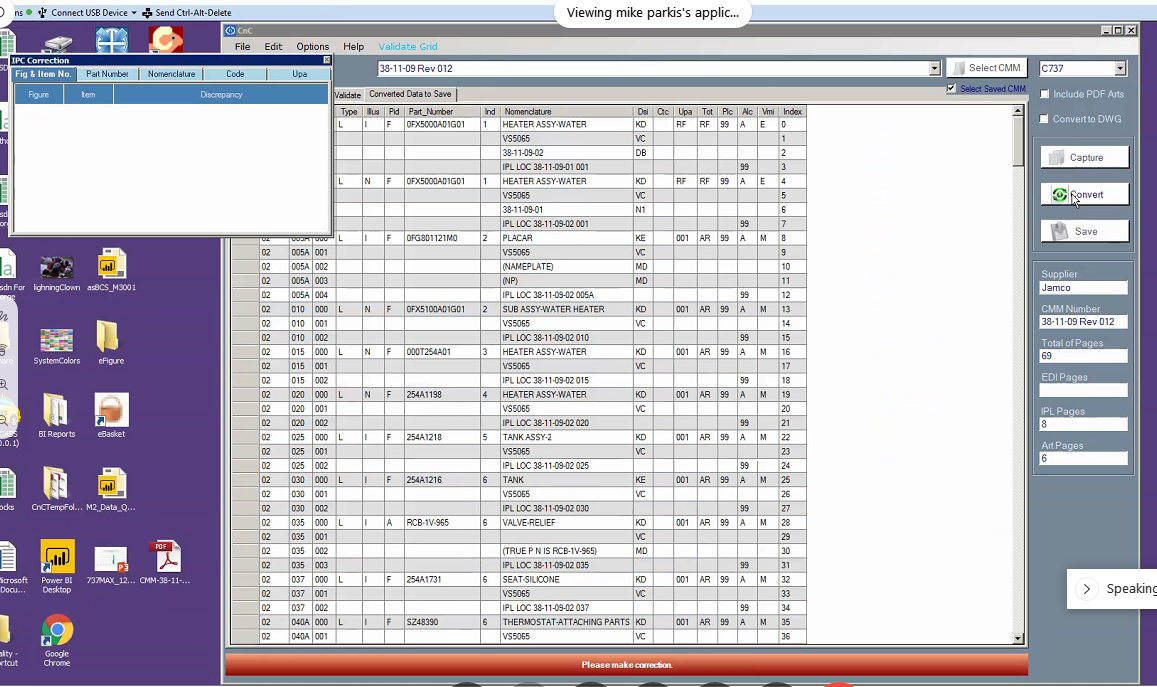 ns Connect USB Device Send Ctrl-Alt-Delete
Viewing mike parkis's applic...
CnC
File Edit Options Help Validate Grid
IPC Correction
Fig & Item No. Part Number Nomenclature Code Upa
Figure Item Discrepancy
38-11-09 Rev 012 Select CMM C737
Validate Converted Data to Save Select Saved CMM
Include PDF Arts
Convert to DWG
Capture
Convert
Save
Supplier
Jamco
CMM Number
38-11-09 Rev 012
Total of Pages
69
EDI Pages
IPL Pages
8
Art Pages
6
Type Illus Pid Part_Number Ind Nomenclature Dsi Ctc Upa Tot Plc Alc Vmi Index
L I F 0FX5000A01G01 1 HEATER ASSY-WATER KD RF RF 99 A E 0
VS5065 VC 1
38-11-09-02 DB 2
IPL LOC 38-11-09-01 001 99 3
L N F 0FX5000A01G01 1 HEATER ASSY-WATER KD RF RF 99 A E 4
VS5065 VC 5
38-11-09-01 N1 6
IPL LOC 38-11-09-02 001 99 7
02 005A 000 L I F 0FG801121M0 2 PLACAR KE 001 AR 99 A M 8
02 005A 001 VS5065 VC 9
02 005A 002 (NAMEPLATE) MD 10
02 005A 003 (NP) MD 11
02 005A 004 IPL LOC 38-11-09-02 005A 99 12
02 010 000 L N F 0FX5100A01G01 2 SUB ASSY-WATER HEATER KD 001 AR 99 A M 13
02 010 001 VS5065 VC 14
02 010 002 IPL LOC 38-11-09-02 010 99 15
02 015 000 L N F 000T254A01 3 HEATER ASSY-WATER KD 001 AR 99 A M 16
02 015 001 VS5065 VC 17
02 015 002 IPL LOC 38-11-09-02 015 99 18
02 020 000 L N F 254A1198 4 HEATER ASSY-WATER KD 001 AR 99 A M 19
02 020 001 VS5065 VC 20
02 020 002 IPL LOC 38-11-09-02 020 99 21
02 025 000 L I F 254A1218 5 TANK ASSY-2 KD 001 AR 99 A M 22
02 025 001 VS5065 VC 23
02 025 002 IPL LOC 38-11-09-02 025 99 24
02 030 000 L I F 254A1216 6 TANK KE 001 AR 99 A M 25
02 030 001 VS5065 VC 26
02 030 002 IPL LOC 38-11-09-02 030 99 27
02 035 000 L I A RCB-1V-965 6 VALVE-RELIEF KD 001 AR 99 A M 28
02 035 001 VC 29
02 035 002 (TRUE P N IS RCB-1V-965) MD 30
02 035 003 IPL LOC 38-11-09-02 035 99 31
02 037 000 L I F 254A1731 6 SEAT-SILICONE KD 001 AR 99 A M 32
02 037 001 VS5065 VC 33
02 037 002 IPL LOC 38-11-09-02 037 99 34
02 040A 000 L I F SZ48390 6 THERMOSTAT-ATTACHING PARTS KD 001 AR 99 A M 35
02 040A 001 VS5065 VC 36
Please make correction.
Speaking
sdn For lighningClown asBCS_M3001
SystemColors eFigure
BI Reports eBasket
ocks CnCTempFol... M2_Data_Q...
Microsoft Power BI Desktop 737MAX_12... CMM-38-11-...
Docu...
ality - Google Chrome
rtcut